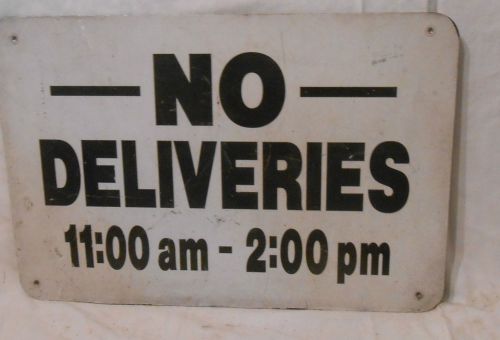 NO
DELIVERIES
11:00 am - 2:00 pm